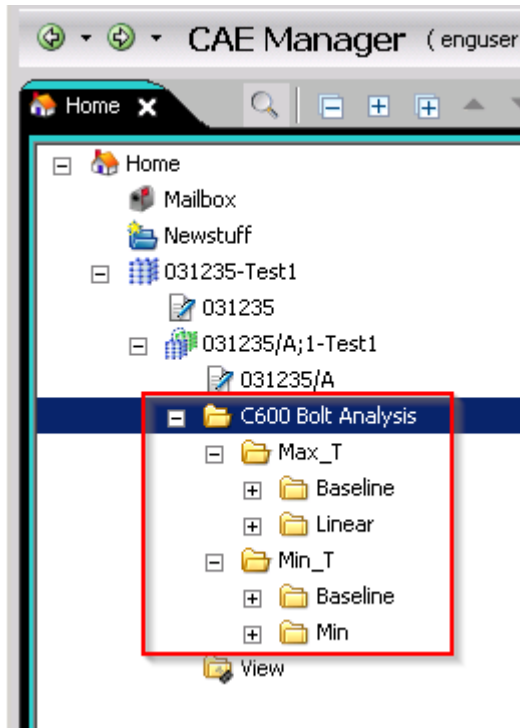 CAE Manager ( enguser
Home
Home
Mailbox
Newstuff
031235-Test1
031235
031235/A;1-Test1
031235/A
C600 Bolt Analysis
Max_T
Baseline
Linear
Min_T
Baseline
Min
View